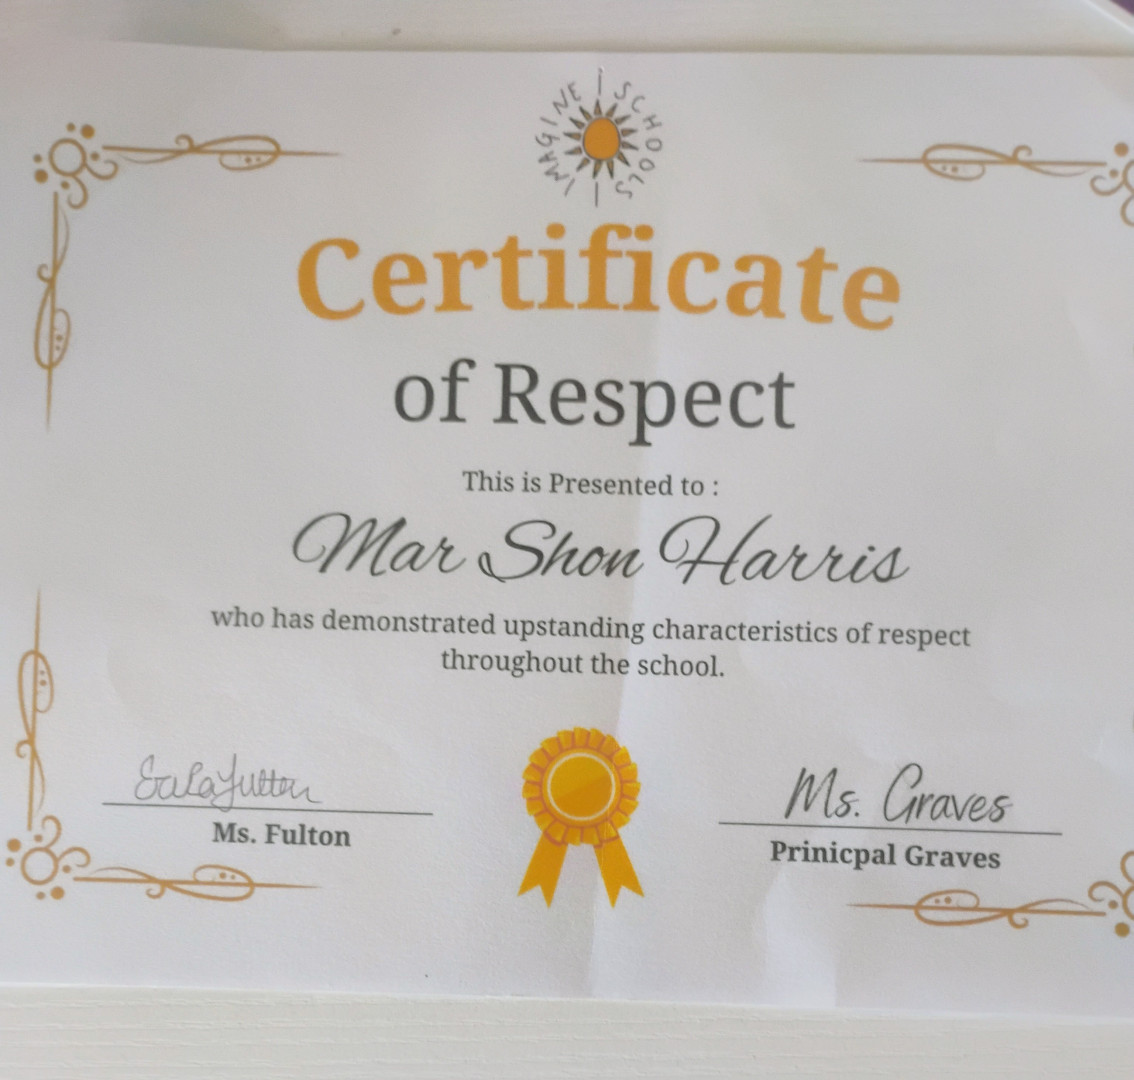 IMAGINE SCHOOLS
Certificate
of Respect
This is Presented to :
Mar Shon Harris
who has demonstrated upstanding characteristics of respect
throughout the school.
Fulton
Ms. Fulton
Ms. Graves
Prinicpal Graves